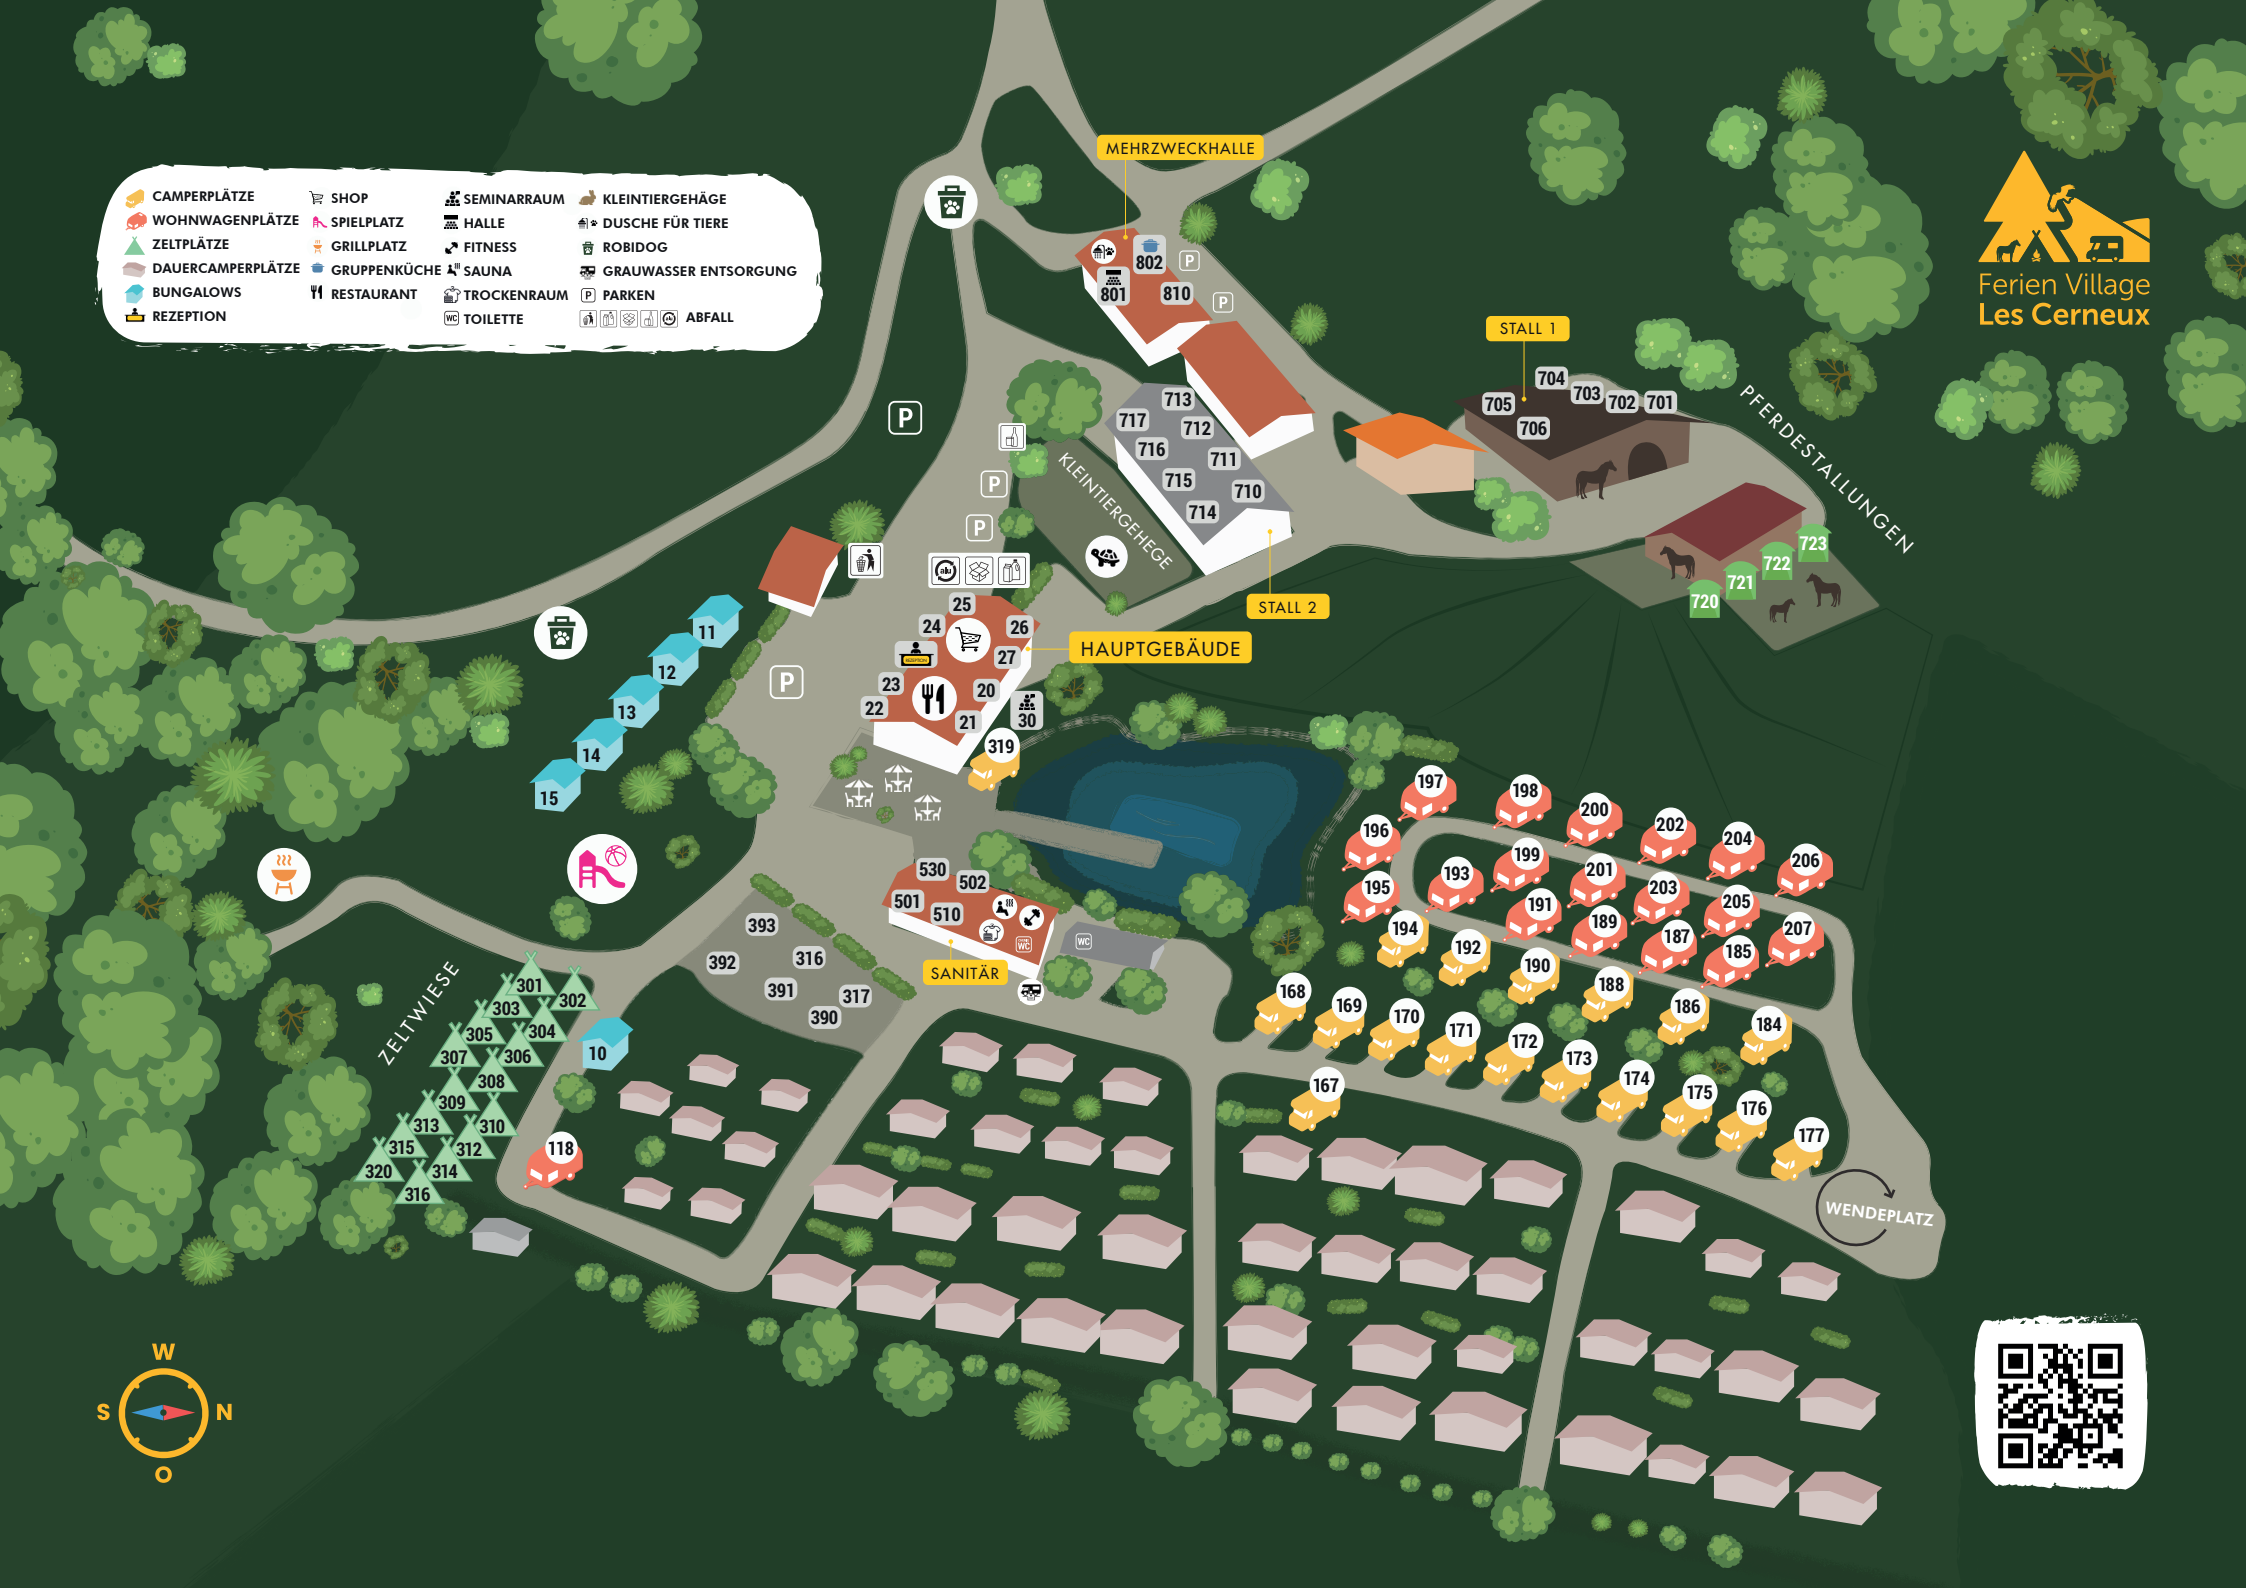 MEHRZWECKHALLE
CAMPERPLÄTZE
WOHNWAGENPLÄTZE
ZELTPLÄTZE
DAUERCAMPERPLÄTZE
BUNGALOWS
REZEPTION
SHOP
SPIELPLATZ
GRILLPLATZ
GRUPPENKÜCHE
RESTAURANT
SEMINARRAUM
HALLE
FITNESS
SAUNA
TROCKENRAUM
WC TOILETTE
KLEINTIERGEHÄGE
DUSCHE FÜR TIERE
ROBIDOG
GRAUWASSER ENTSORGUNG
P PARKEN
ABFALL
Ferien Village
Les Cerneux
802
P
801
810
P
STALL 1
704
703
702
701
705
706
PFERDESTALLUNGEN
P
713
717
712
716
711
715
710
714
KLEINTIERGEHEGE
P
P
723
722
721
720
STALL 2
alu
25
24
26
27
REZEPTION
23
20
22
21
30
HAUPTGEBÄUDE
11
12
13
14
15
P
319
197
198
200
202
204
206
196
199
201
203
205
207
195
193
191
189
187
185
194
192
190
188
186
184
168
169
170
171
172
173
174
175
176
177
167
WENDEPLATZ
530
502
501
510
WC
WC
SANITÄR
393
392
316
391
317
390
ZELTWIESE
301
302
303
304
305
306
307
308
309
310
313
312
315
314
320
316
10
118
W
S
N
O